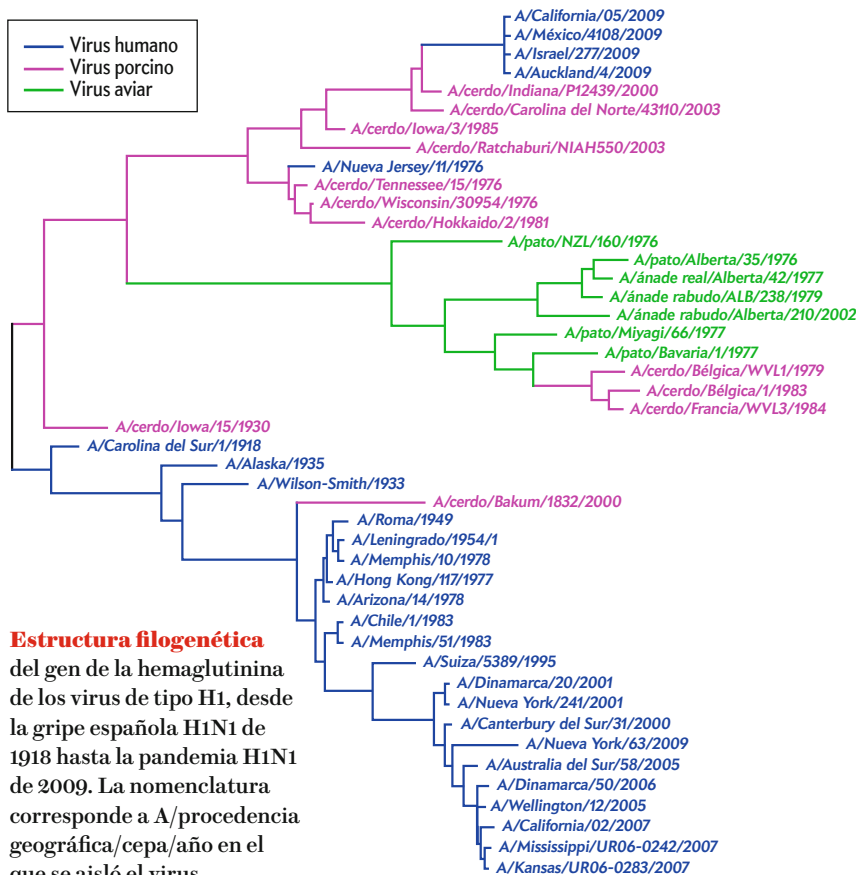 Virus humano
Virus porcino
Virus aviar
A/California/05/2009
A/México/4108/2009
A/Israel/277/2009
A/Auckland/4/2009
A/cerdo/Indiana/P12439/2000
A/cerdo/Carolina del Norte/43110/2003
A/cerdo/Iowa/3/1985
A/cerdo/Ratchaburi/NIAH550/2003
A/Nueva Jersey/11/1976
A/cerdo/Tennessee/15/1976
A/cerdo/Wisconsin/30954/1976
A/cerdo/Hokkaido/2/1981
A/pato/NZL/160/1976
A/pato/Alberta/35/1976
A/ánade real/Alberta/42/1977
A/ánade rabudo/ALB/238/1979
A/ánade rabudo/Alberta/210/2002
A/pato/Miyagi/66/1977
A/pato/Bavaria/1/1977
A/cerdo/Bélgica/WVL1/1979
A/cerdo/Bélgica/1/1983
A/cerdo/Francia/WVL3/1984
A/cerdo/Iowa/15/1930
A/Carolina del Sur/1/1918
A/Alaska/1935
A/Wilson-Smith/1933
A/cerdo/Bakum/1832/2000
A/Roma/1949
A/Leningrado/1954/1
A/Memphis/10/1978
A/Hong Kong/117/1977
A/Arizona/14/1978
A/Chile/1/1983
A/Memphis/51/1983
A/Suiza/5389/1995
A/Dinamarca/20/2001
A/Nueva York/241/2001
A/Canterbury del Sur/31/2000
A/Nueva York/63/2009
A/Australia del Sur/58/2005
A/Dinamarca/50/2006
A/Wellington/12/2005
A/California/02/2007
A/Mississippi/UR06-0242/2007
A/Kansas/UR06-0283/2007
Estructura filogenética
del gen de la hemaglutinina
de los virus de tipo H1, desde
la gripe española H1N1 de
1918 hasta la pandemia H1N1
de 2009. La nomenclatura
corresponde a A/procedencia
geográfica/cepa/año en el
que se aisló el virus